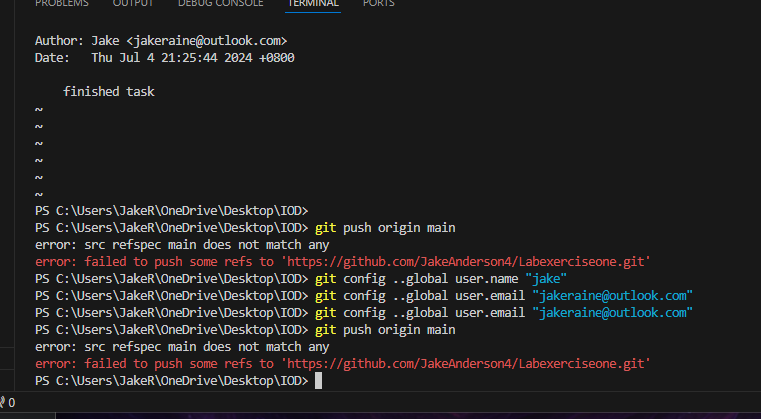 PROBLEMS OUTPUT DEBUG CONSOLE TERMINAL PORTS
Author: Jake <jakeraine@outlook.com>
Date:   Thu Jul 4 21:25:44 2024 +0800
finished task
~
~
~
~
~
~
PS C:\Users\JakeR\OneDrive\Desktop\IOD>
PS C:\Users\JakeR\OneDrive\Desktop\IOD> git push origin main
error: src refspec main does not match any
error: failed to push some refs to 'https://github.com/JakeAnderson4/Labexerciseone.git'
PS C:\Users\JakeR\OneDrive\Desktop\IOD> git config ..global user.name "jake"
PS C:\Users\JakeR\OneDrive\Desktop\IOD> git config ..global user.email "jakeraine@outlook.com"
PS C:\Users\JakeR\OneDrive\Desktop\IOD> git config ..global user.email "jakeraine@outlook.com"
PS C:\Users\JakeR\OneDrive\Desktop\IOD> git push origin main
error: src refspec main does not match any
error: failed to push some refs to 'https://github.com/JakeAnderson4/Labexerciseone.git'
PS C:\Users\JakeR\OneDrive\Desktop\IOD>
0